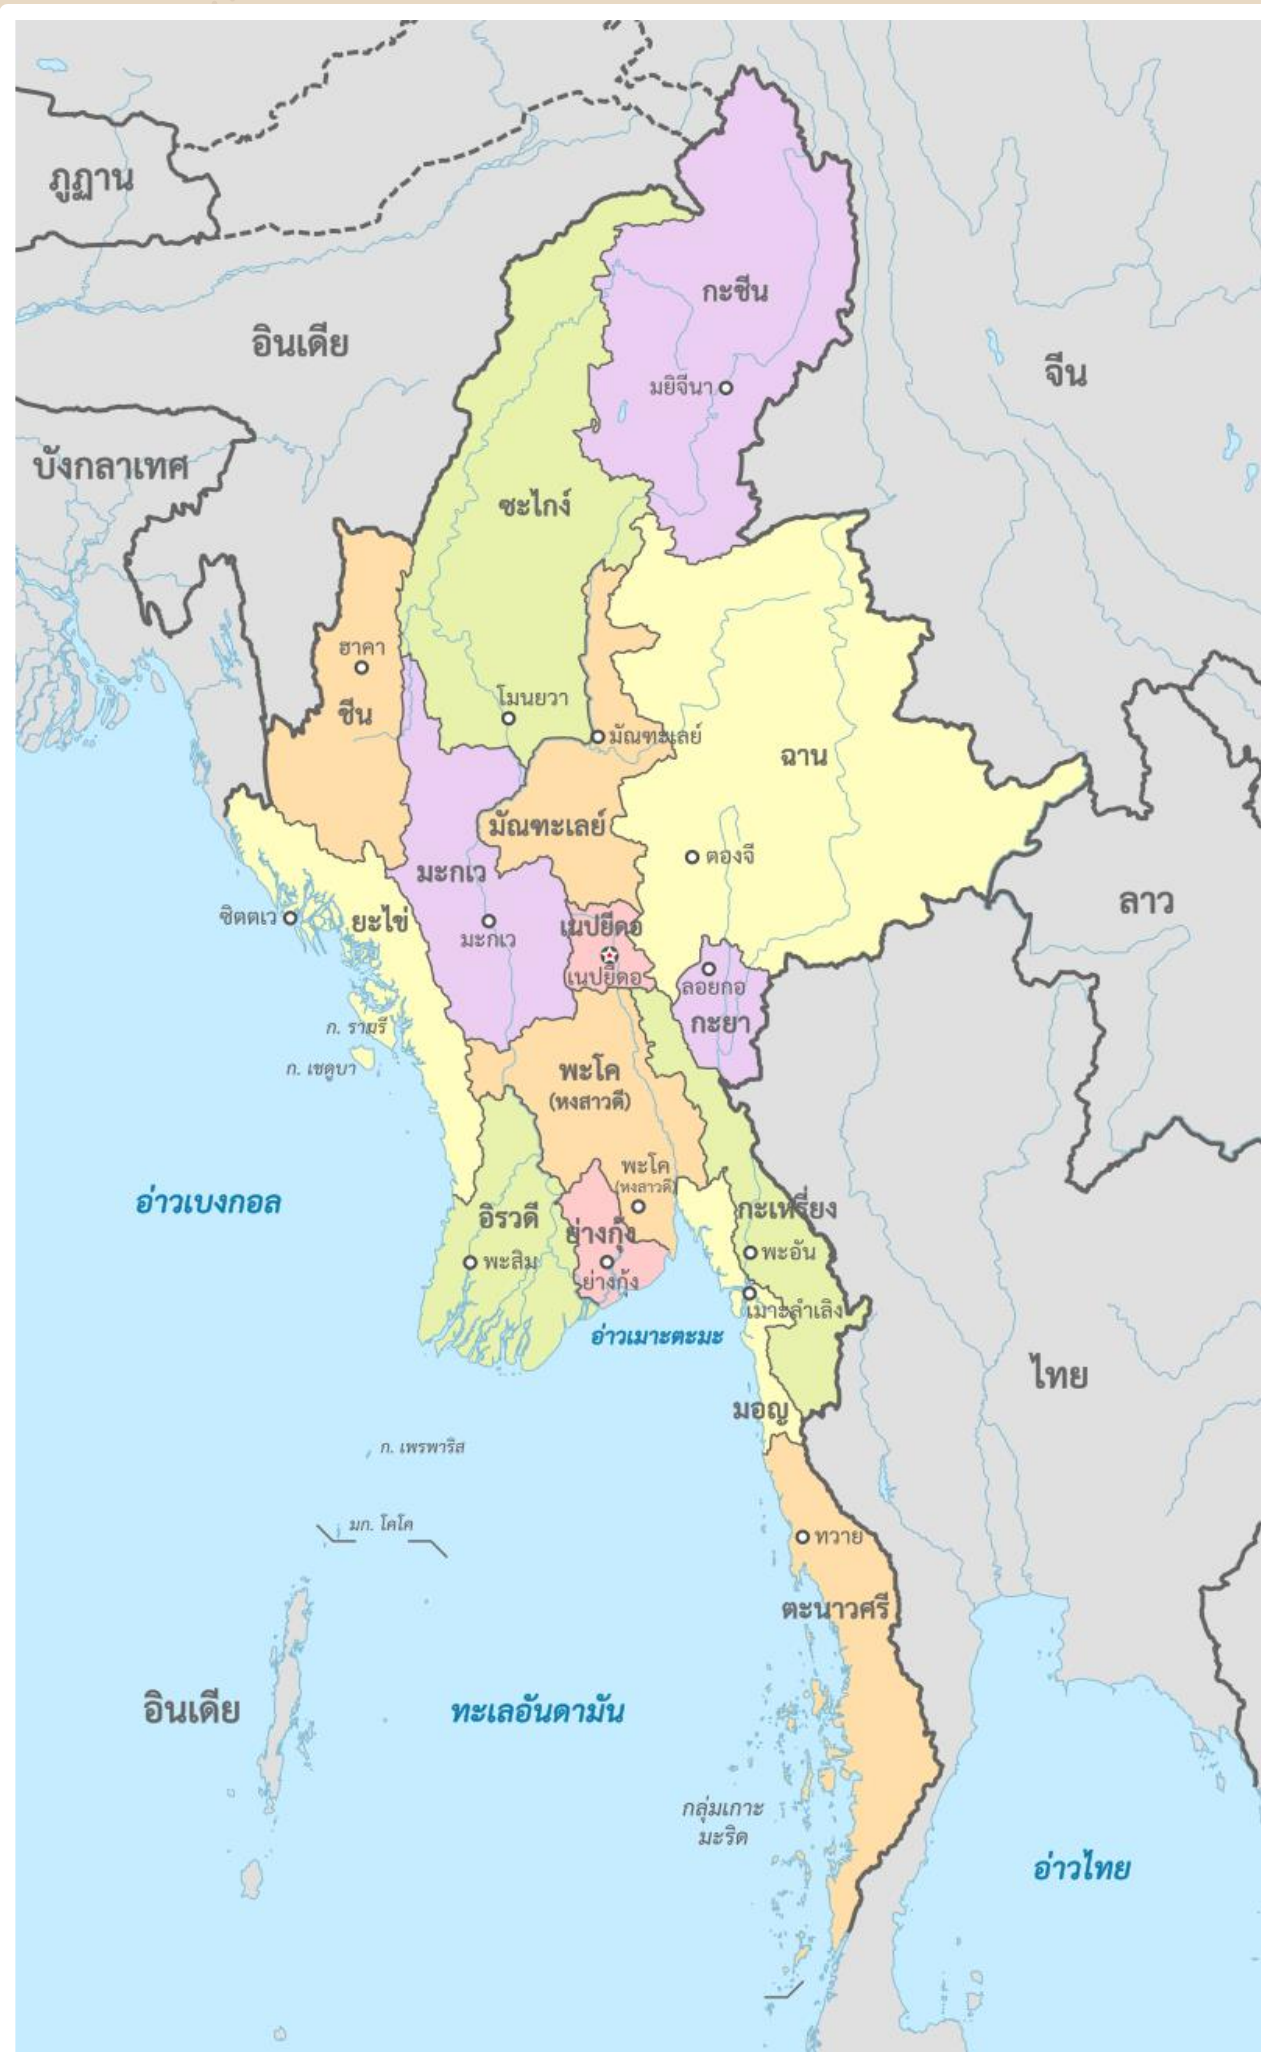 ภูฏาน
กะชีน
อินเดีย
จีน
มยิจีนา
บังกลาเทศ
ซะไกง์
ฮาคา
ชีน
โมนยวา
มัณฑะเลย์
ฉาน
มัณฑะเลย์
ตองจี
มะกเว
ลาว
ซิตตเว
ยะไข่
มะกเว
เนปยีดอ
เนปยีดอ
ลอยกอ
กะยา
ก. รามรี
ก. เชดูบา
พะโค
(หงสาวดี)
พะโค
(หงสาวดี)
อ่าวเบงกอล
อิรวดี
ย่างกุ้ง
กะเหรี่ยง
พะสิม
พะอัน
ย่างกุ้ง
เมาะลำเลิง
อ่าวเมาะตะมะ
ไทย
มอญ
ก. เพรพาริส
มก. โคโค
ทวาย
ตะนาวศรี
อินเดีย
ทะเลอันดามัน
กลุ่มเกาะ
มะริด
อ่าวไทย